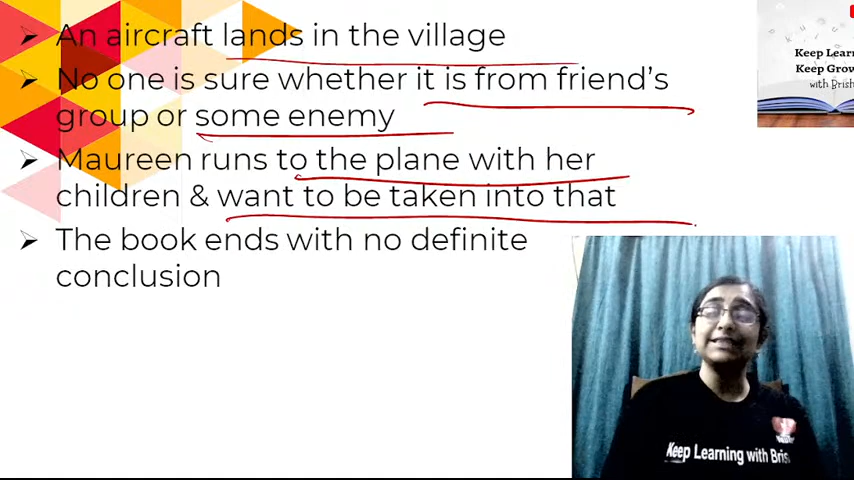 An aircraft lands in the village
No one is sure whether it is from friend's
group or some enemy
Maureen runs to the plane with her
children & want to be taken into that
The book ends with no definite
conclusion
Keep Lear
Keep Grow
with Brish
Keep Learning with Bris